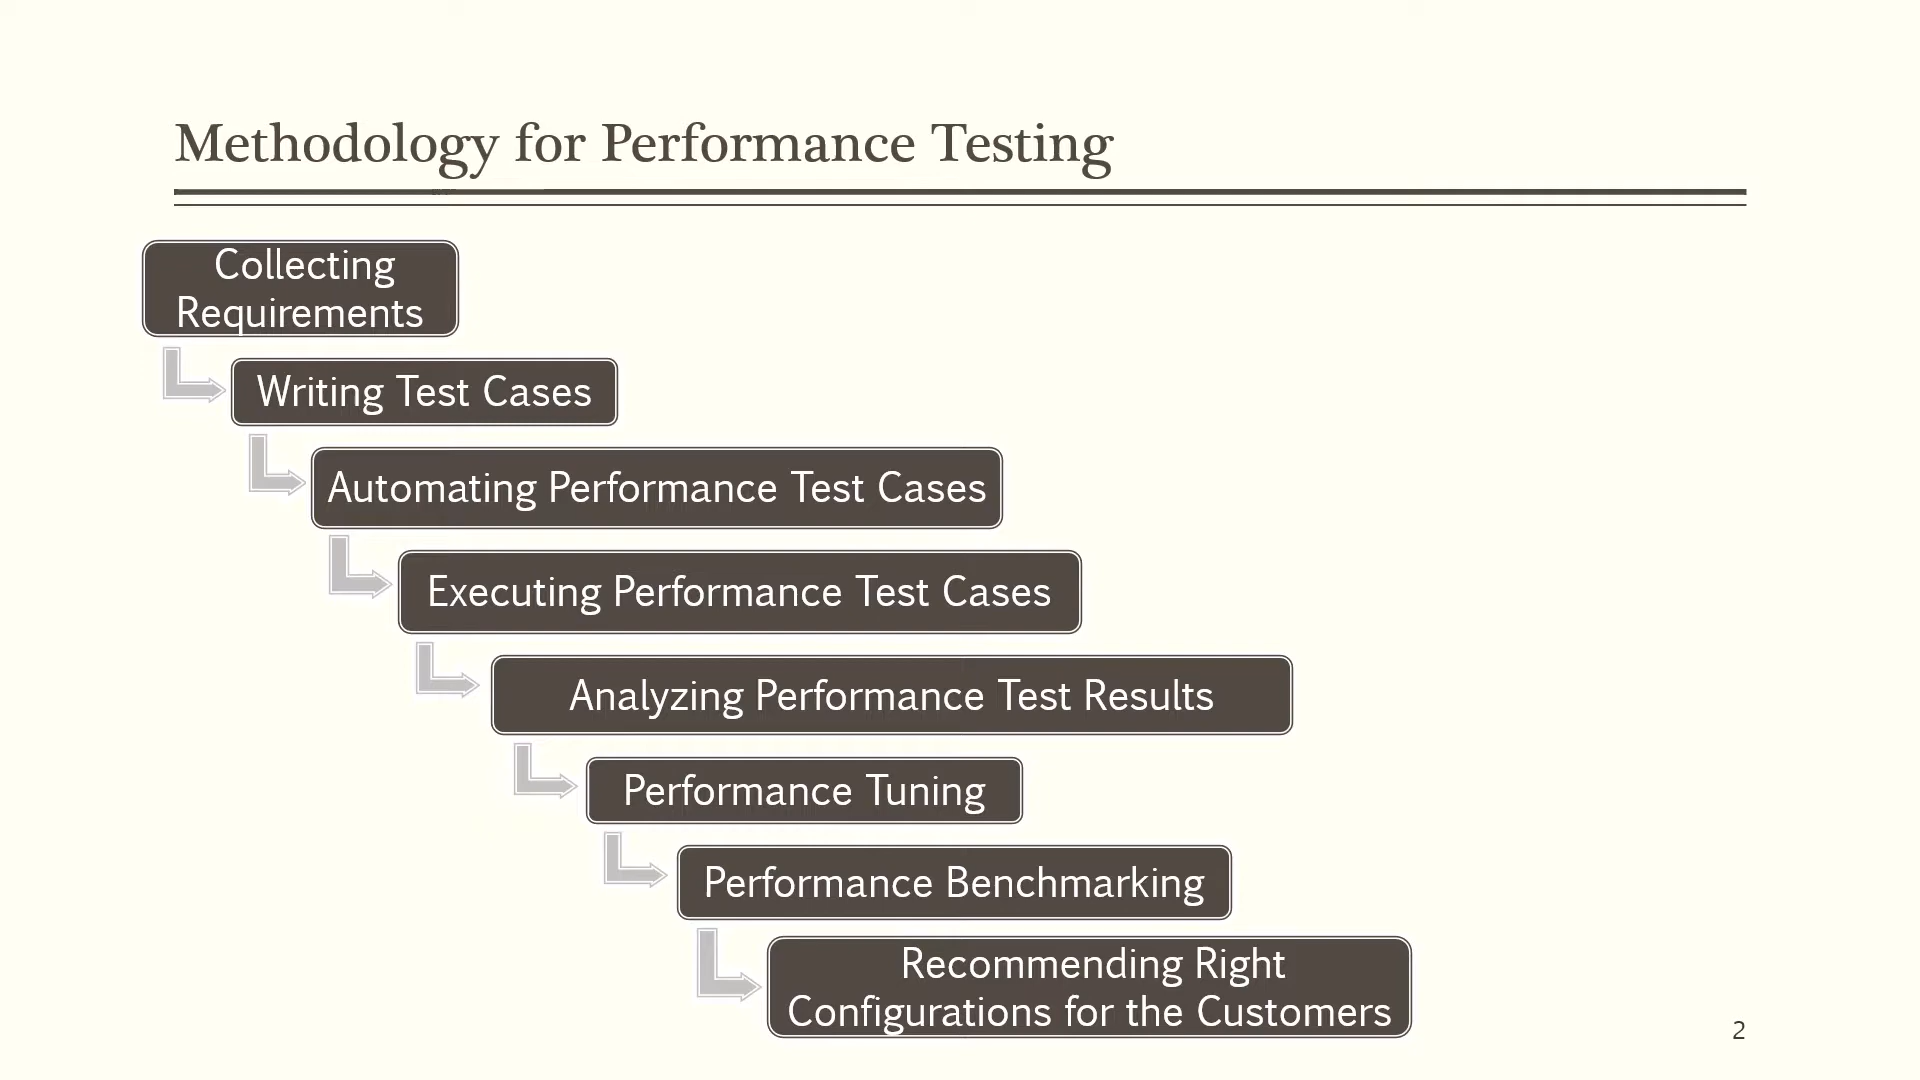 Methodology for Performance Testing
Collecting
Requirements
Writing Test Cases
Automating Performance Test Cases
Executing Performance Test Cases
Analyzing Performance Test Results
Performance Tuning
Performance Benchmarking
Recommending Right
Configurations for the Customers
2